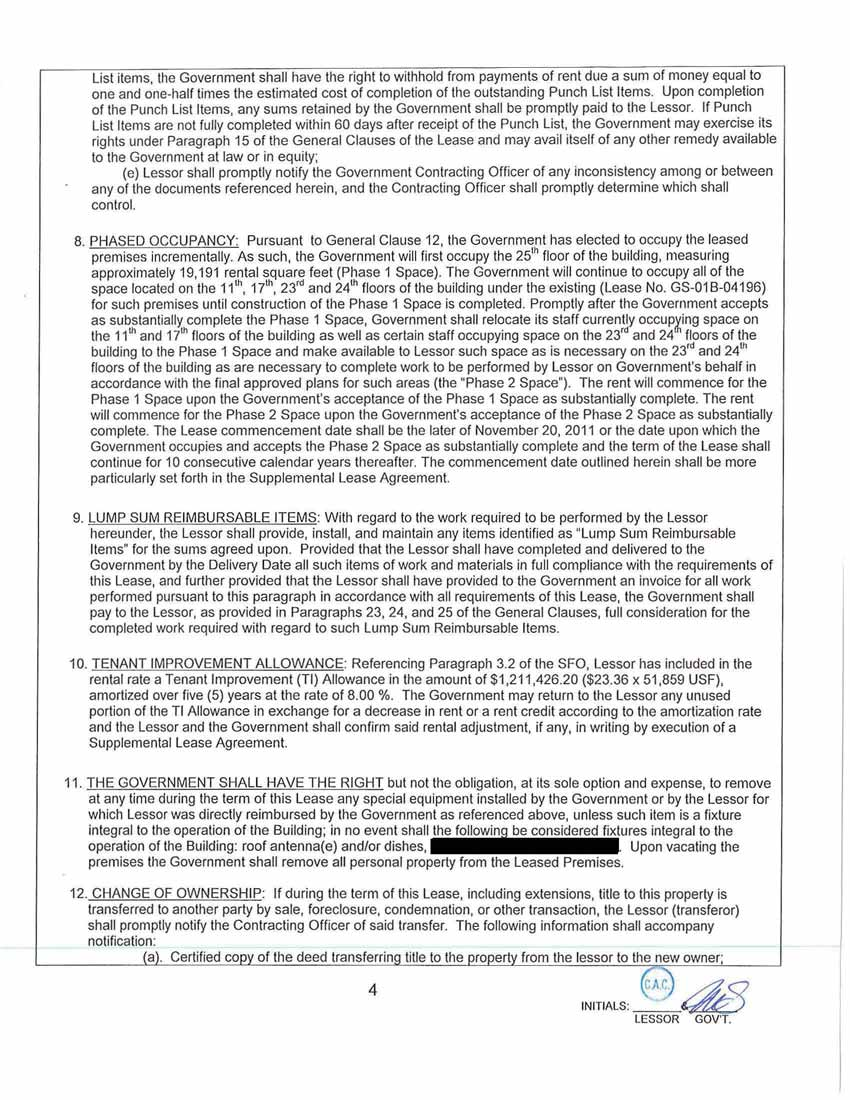 List items, the Government shall have the right to withhold from payments of rent due a sum of money equal to
one and one-half times the estimated cost of completion of the outstanding Punch List Items. Upon completion
of the Punch List Items, any sums retained by the Government shall be promptly paid to the Lessor. If Punch
List Items are not fully completed within 60 days after receipt of the Punch List, the Government may exercise its
rights under Paragraph 15 of the General Clauses of the Lease and may avail itself of any other remedy available
to the Government at law or in equity;
(e) Lessor shall promptly notify the Government Contracting Officer of any inconsistency among or between
any of the documents referenced herein, and the Contracting Officer shall promptly determine which shall
control.
8. PHASED OCCUPANCY: Pursuant to General Clause 12, the Government has elected to occupy the leased
premises incrementally. As such, the Government will first occupy the 25th floor of the building, measuring
approximately 19,191 rental square feet (Phase 1 Space). The Government will continue to occupy all of the
space located on the 11th, 17th, 23rd and 24th floors of the building under the existing (Lease No. GS-01B-04196)
for such premises until construction of the Phase 1 Space is completed. Promptly after the Government accepts
as substantially complete the Phase 1 Space, Government shall relocate its staff currently occupying space on
the 11th and 17th floors of the building as well as certain staff occupying space on the 23rd and 24th floors of the
building to the Phase 1 Space and make available to Lessor such space as is necessary on the 23rd and 24th
floors of the building as are necessary to complete work to be performed by Lessor on Government's behalf in
accordance with the final approved plans for such areas (the "Phase 2 Space"). The rent will commence for the
Phase 1 Space upon the Government's acceptance of the Phase 1 Space as substantially complete. The rent
will commence for the Phase 2 Space upon the Government's acceptance of the Phase 2 Space as substantially
complete. The Lease commencement date shall be the later of November 20, 2011 or the date upon which the
Government occupies and accepts the Phase 2 Space as substantially complete and the term of the Lease shall
continue for 10 consecutive calendar years thereafter. The commencement date outlined herein shall be more
particularly set forth in the Supplemental Lease Agreement.
9. LUMP SUM REIMBURSABLE ITEMS: With regard to the work required to be performed by the Lessor
hereunder, the Lessor shall provide, install, and maintain any items identified as "Lump Sum Reimbursable
Items" for the sums agreed upon. Provided that the Lessor shall have completed and delivered to the
Government by the Delivery Date all such items of work and materials in full compliance with the requirements of
this Lease, and further provided that the Lessor shall have provided to the Government an invoice for all work
performed pursuant to this paragraph in accordance with all requirements of this Lease, the Government shall
pay to the Lessor, as provided in Paragraphs 23, 24, and 25 of the General Clauses, full consideration for the
completed work required with regard to such Lump Sum Reimbursable Items.
10. TENANT IMPROVEMENT ALLOWANCE: Referencing Paragraph 3.2 of the SFO, Lessor has included in the
rental rate a Tenant Improvement (TI) Allowance in the amount of $1,211,426.20 ($23.36 x 51,859 USF),
amortized over five (5) years at the rate of 8.00 %. The Government may return to the Lessor any unused
portion of the TI Allowance in exchange for a decrease in rent or a rent credit according to the amortization rate
and the Lessor and the Government shall confirm said rental adjustment, if any, in writing by execution of a
Supplemental Lease Agreement.
11. THE GOVERNMENT SHALL HAVE THE RIGHT but not the obligation, at its sole option and expense, to remove
at any time during the term of this Lease any special equipment installed by the Government or by the Lessor for
which Lessor was directly reimbursed by the Government as referenced above, unless such item is a fixture
integral to the operation of the Building; in no event shall the following be considered fixtures integral to the
operation of the Building: roof antenna(e) and/or dishes, . Upon vacating the
premises the Government shall remove all personal property from the Leased Premises.
12. CHANGE OF OWNERSHIP: If during the term of this Lease, including extensions, title to this property is
transferred to another party by sale, foreclosure, condemnation, or other transaction, the Lessor (transferor)
shall promptly notify the Contracting Officer of said transfer. The following information shall accompany
notification:
(a). Certified copy of the deed transferring title to the property from the lessor to the new owner;
4
C.A.C.
INITIALS: &
LESSOR GOV'T.